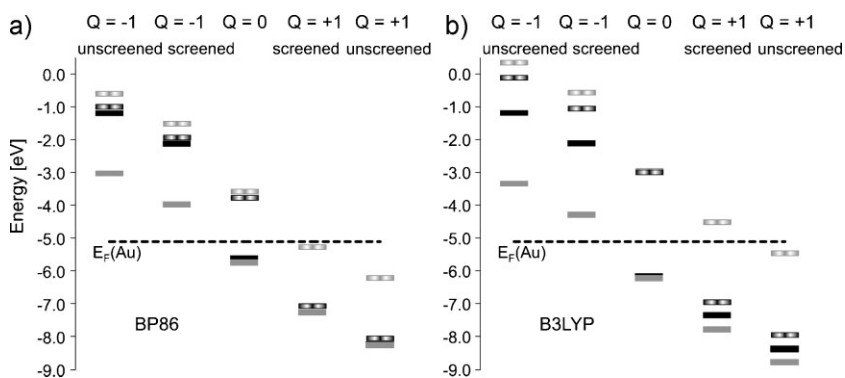 a)
Q = -1 Q = -1 Q = 0 Q = +1 Q = +1
unscreened screened screened unscreened
Energy [eV]
0.0
-1.0
-2.0
-3.0
-4.0
-5.0
-6.0
-7.0
-8.0
-9.0
E_F(Au)
BP86
b)
Q = -1 Q = -1 Q = 0 Q = +1 Q = +1
unscreened screened screened unscreened
0.0
-1.0
-2.0
-3.0
-4.0
-5.0
-6.0
-7.0
-8.0
-9.0
E_F(Au)
B3LYP